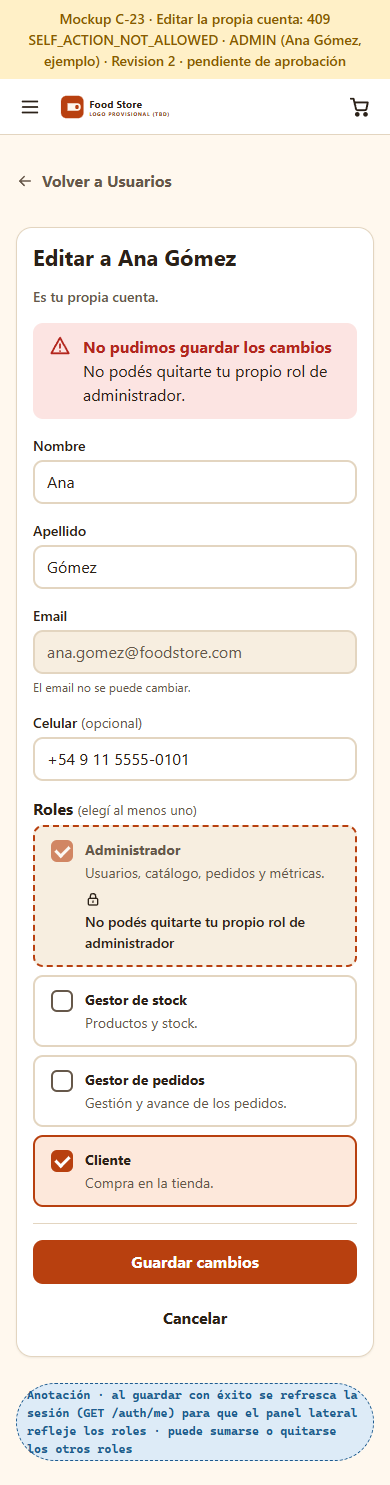 Mockup C-23 · Editar la propia cuenta: 409
SELF_ACTION_NOT_ALLOWED · ADMIN (Ana Gómez,
ejemplo) · Revision 2 · pendiente de aprobación
Food Store
LOGO PROVISIONAL (TBD)
Volver a Usuarios
Editar a Ana Gómez
Es tu propia cuenta.
No pudimos guardar los cambios
No podés quitarte tu propio rol de
administrador.
Nombre
Ana
Apellido
Gómez
Email
ana.gomez@foodstore.com
El email no se puede cambiar.
Celular (opcional)
+54 9 11 5555-0101
Roles (elegí al menos uno)
Administrador
Usuarios, catálogo, pedidos y métricas.
No podés quitarte tu propio rol de
administrador
Gestor de stock
Productos y stock.
Gestor de pedidos
Gestión y avance de los pedidos.
Cliente
Compra en la tienda.
Guardar cambios
Cancelar
Anotación · al guardar con éxito se refresca la
sesión (GET /auth/me) para que el panel lateral
refleje los roles · puede sumarse o quitarse
los otros roles